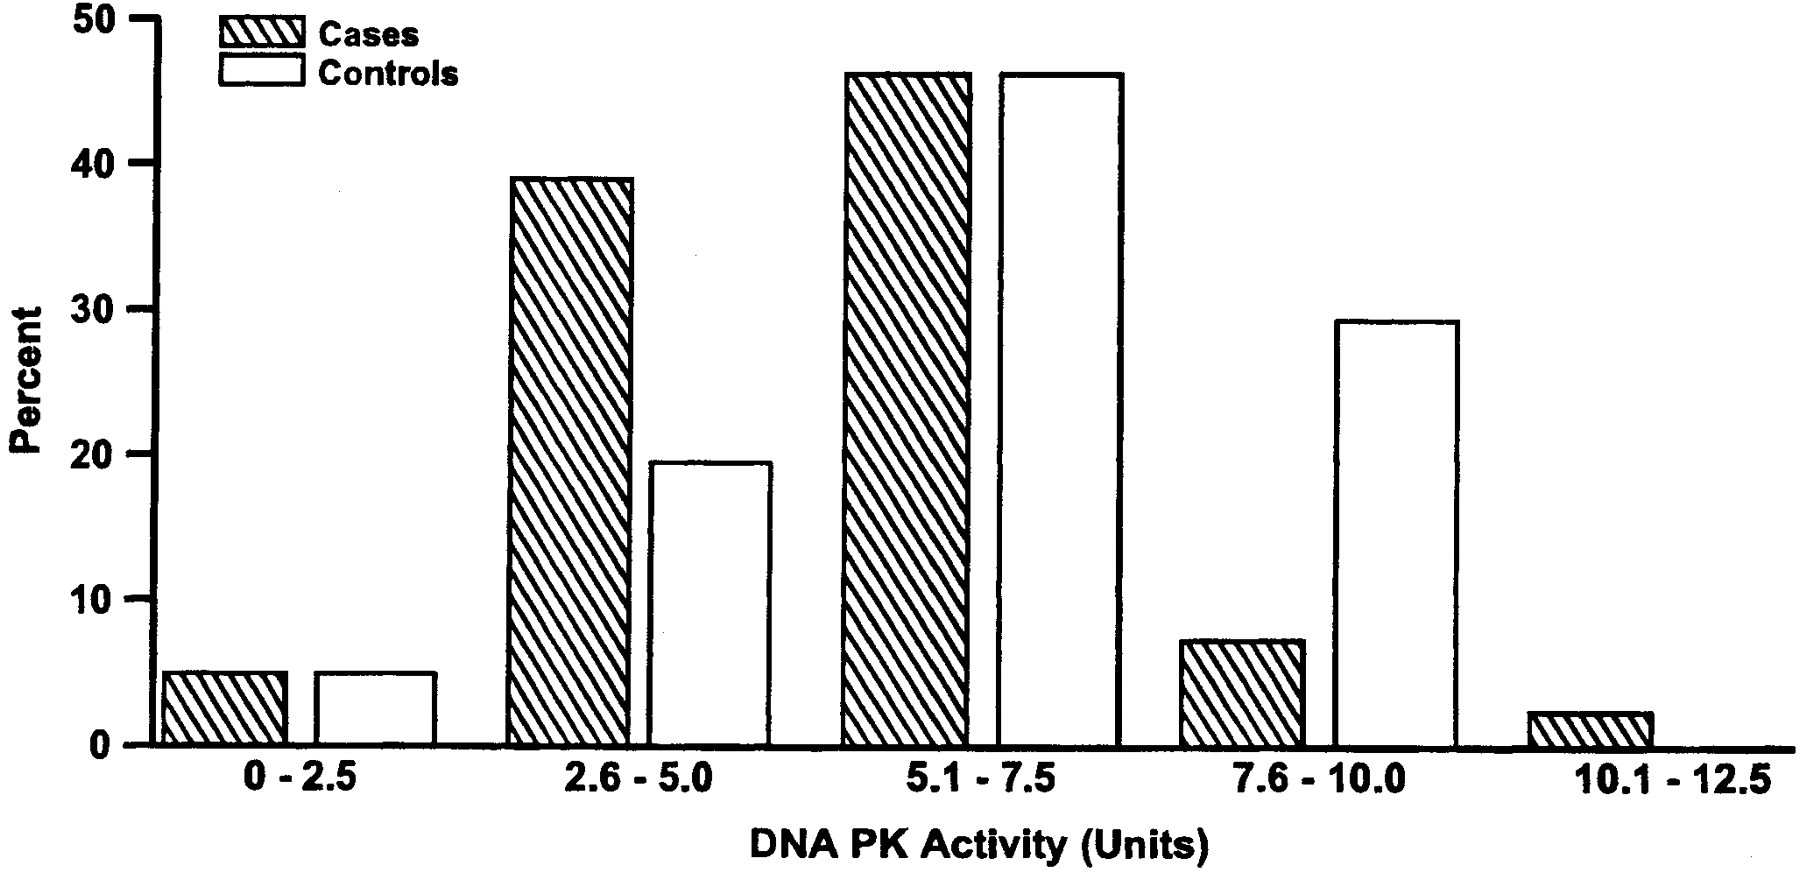 50
40
30
20
10
0
Percent
Cases
Controls
0 - 2.5
2.6 - 5.0
5.1 - 7.5
7.6 - 10.0
10.1 - 12.5
DNA PK Activity (Units)